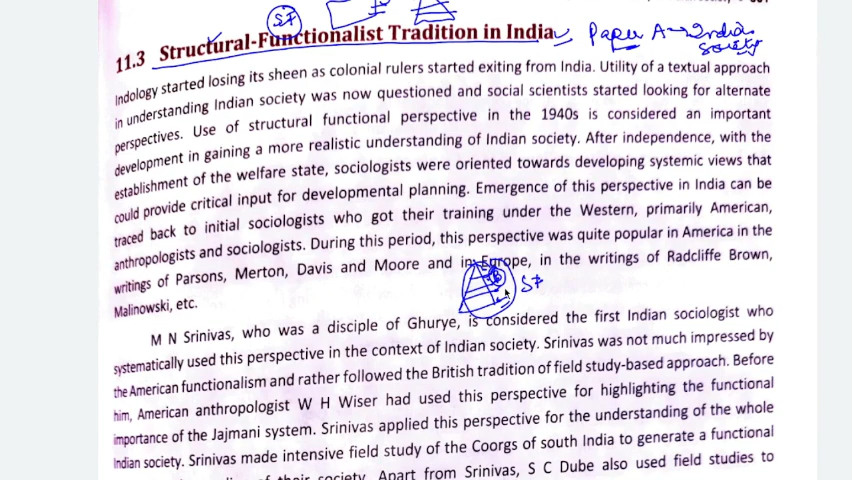 SF
11.3 Structural-Functionalist Tradition in India
Paper A → India
society
Indology started losing its sheen as colonial rulers started exiting from India. Utility of a textual approach
in understanding Indian society was now questioned and social scientists started looking for alternate
perspectives. Use of structural functional perspective in the 1940s is considered an important
development in gaining a more realistic understanding of Indian society. After independence, with the
establishment of the welfare state, sociologists were oriented towards developing systemic views that
could provide critical input for developmental planning. Emergence of this perspective in India can be
traced back to initial sociologists who got their training under the Western, primarily American,
anthropologists and sociologists. During this period, this perspective was quite popular in America in the
writings of Parsons, Merton, Davis and Moore and in Europe, in the writings of Radcliffe Brown,
Malinowski, etc.
SF
M N Srinivas, who was a disciple of Ghurye, is considered the first Indian sociologist who
systematically used this perspective in the context of Indian society. Srinivas was not much impressed by
the American functionalism and rather followed the British tradition of field study-based approach. Before
him, American anthropologist W H Wiser had used this perspective for highlighting the functional
importance of the Jajmani system. Srinivas applied this perspective for the understanding of the whole
Indian society. Srinivas made intensive field study of the Coorgs of south India to generate a functional
of their society. Apart from Srinivas, S C Dube also used field studies to